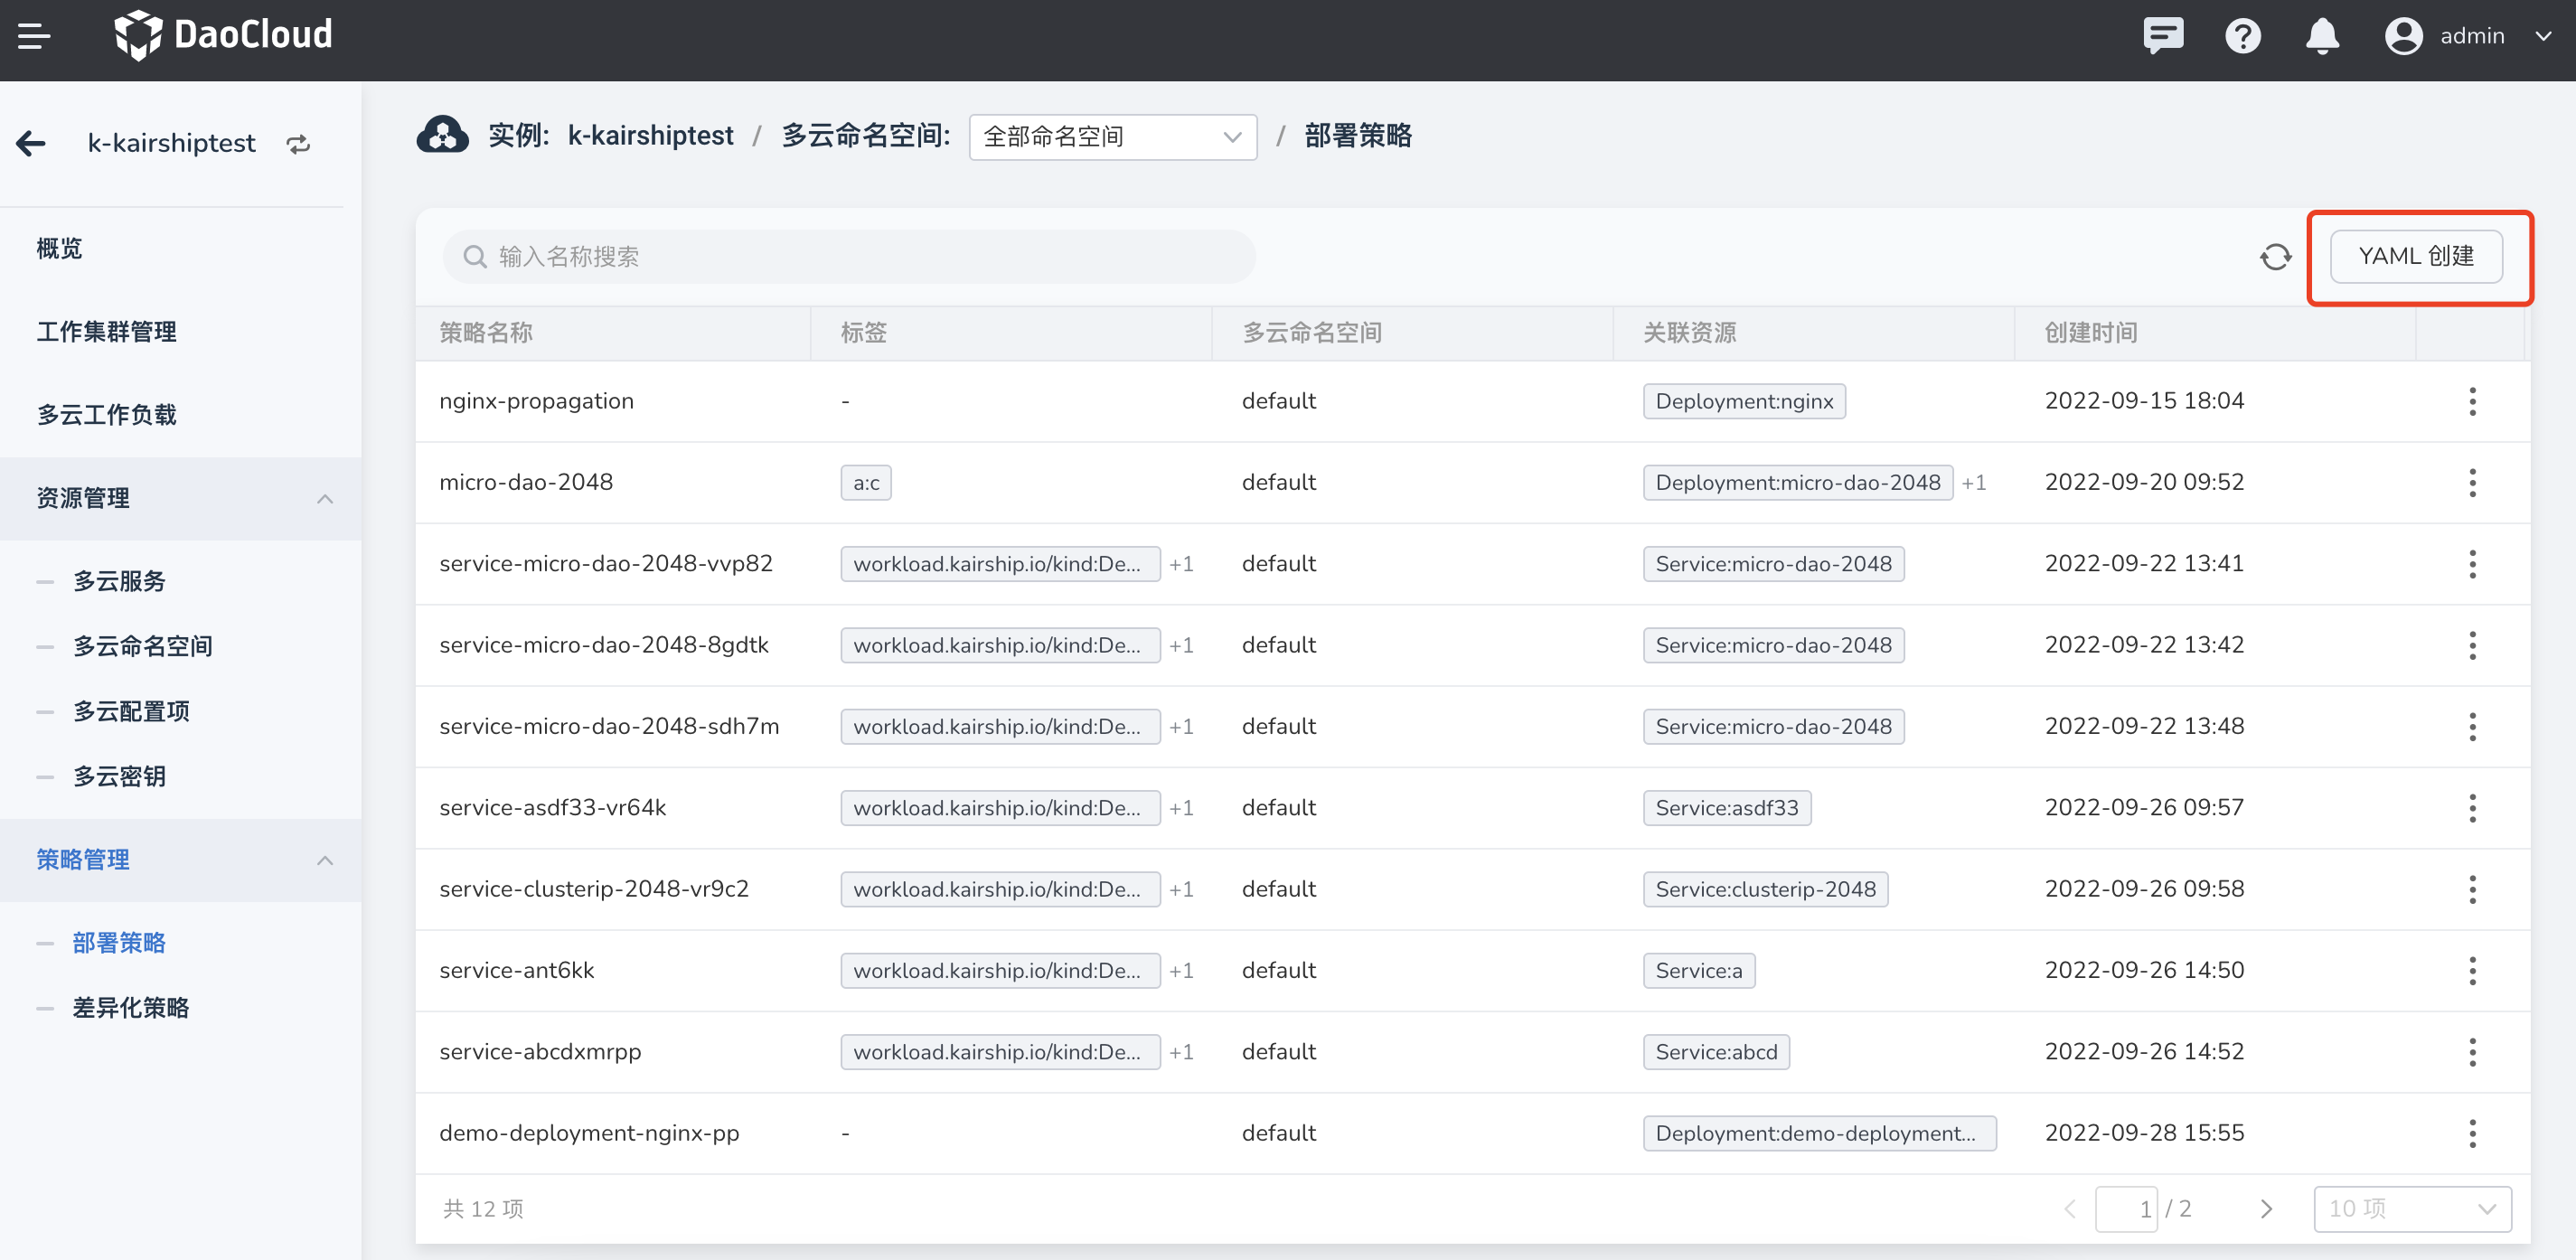 DaoCloud
admin
k-kairshiptest
概览
工作集群管理
多云工作负载
资源管理
多云服务
多云命名空间
多云配置项
多云密钥
策略管理
部署策略
差异化策略
实例: k-kairshiptest / 多云命名空间: 全部命名空间 / 部署策略
输入名称搜索
YAML 创建
策略名称 标签 多云命名空间 关联资源 创建时间
nginx-propagation - default Deployment:nginx 2022-09-15 18:04
micro-dao-2048 a:c default Deployment:micro-dao-2048 +1 2022-09-20 09:52
service-micro-dao-2048-vvp82 workload.kairship.io/kind:De... +1 default Service:micro-dao-2048 2022-09-22 13:41
service-micro-dao-2048-8gdtk workload.kairship.io/kind:De... +1 default Service:micro-dao-2048 2022-09-22 13:42
service-micro-dao-2048-sdh7m workload.kairship.io/kind:De... +1 default Service:micro-dao-2048 2022-09-22 13:48
service-asdf33-vr64k workload.kairship.io/kind:De... +1 default Service:asdf33 2022-09-26 09:57
service-clusterip-2048-vr9c2 workload.kairship.io/kind:De... +1 default Service:clusterip-2048 2022-09-26 09:58
service-ant6kk workload.kairship.io/kind:De... +1 default Service:a 2022-09-26 14:50
service-abcdxmrpp workload.kairship.io/kind:De... +1 default Service:abcd 2022-09-26 14:52
demo-deployment-nginx-pp - default Deployment:demo-deployment... 2022-09-28 15:55
共 12 项
1 / 2
10 项